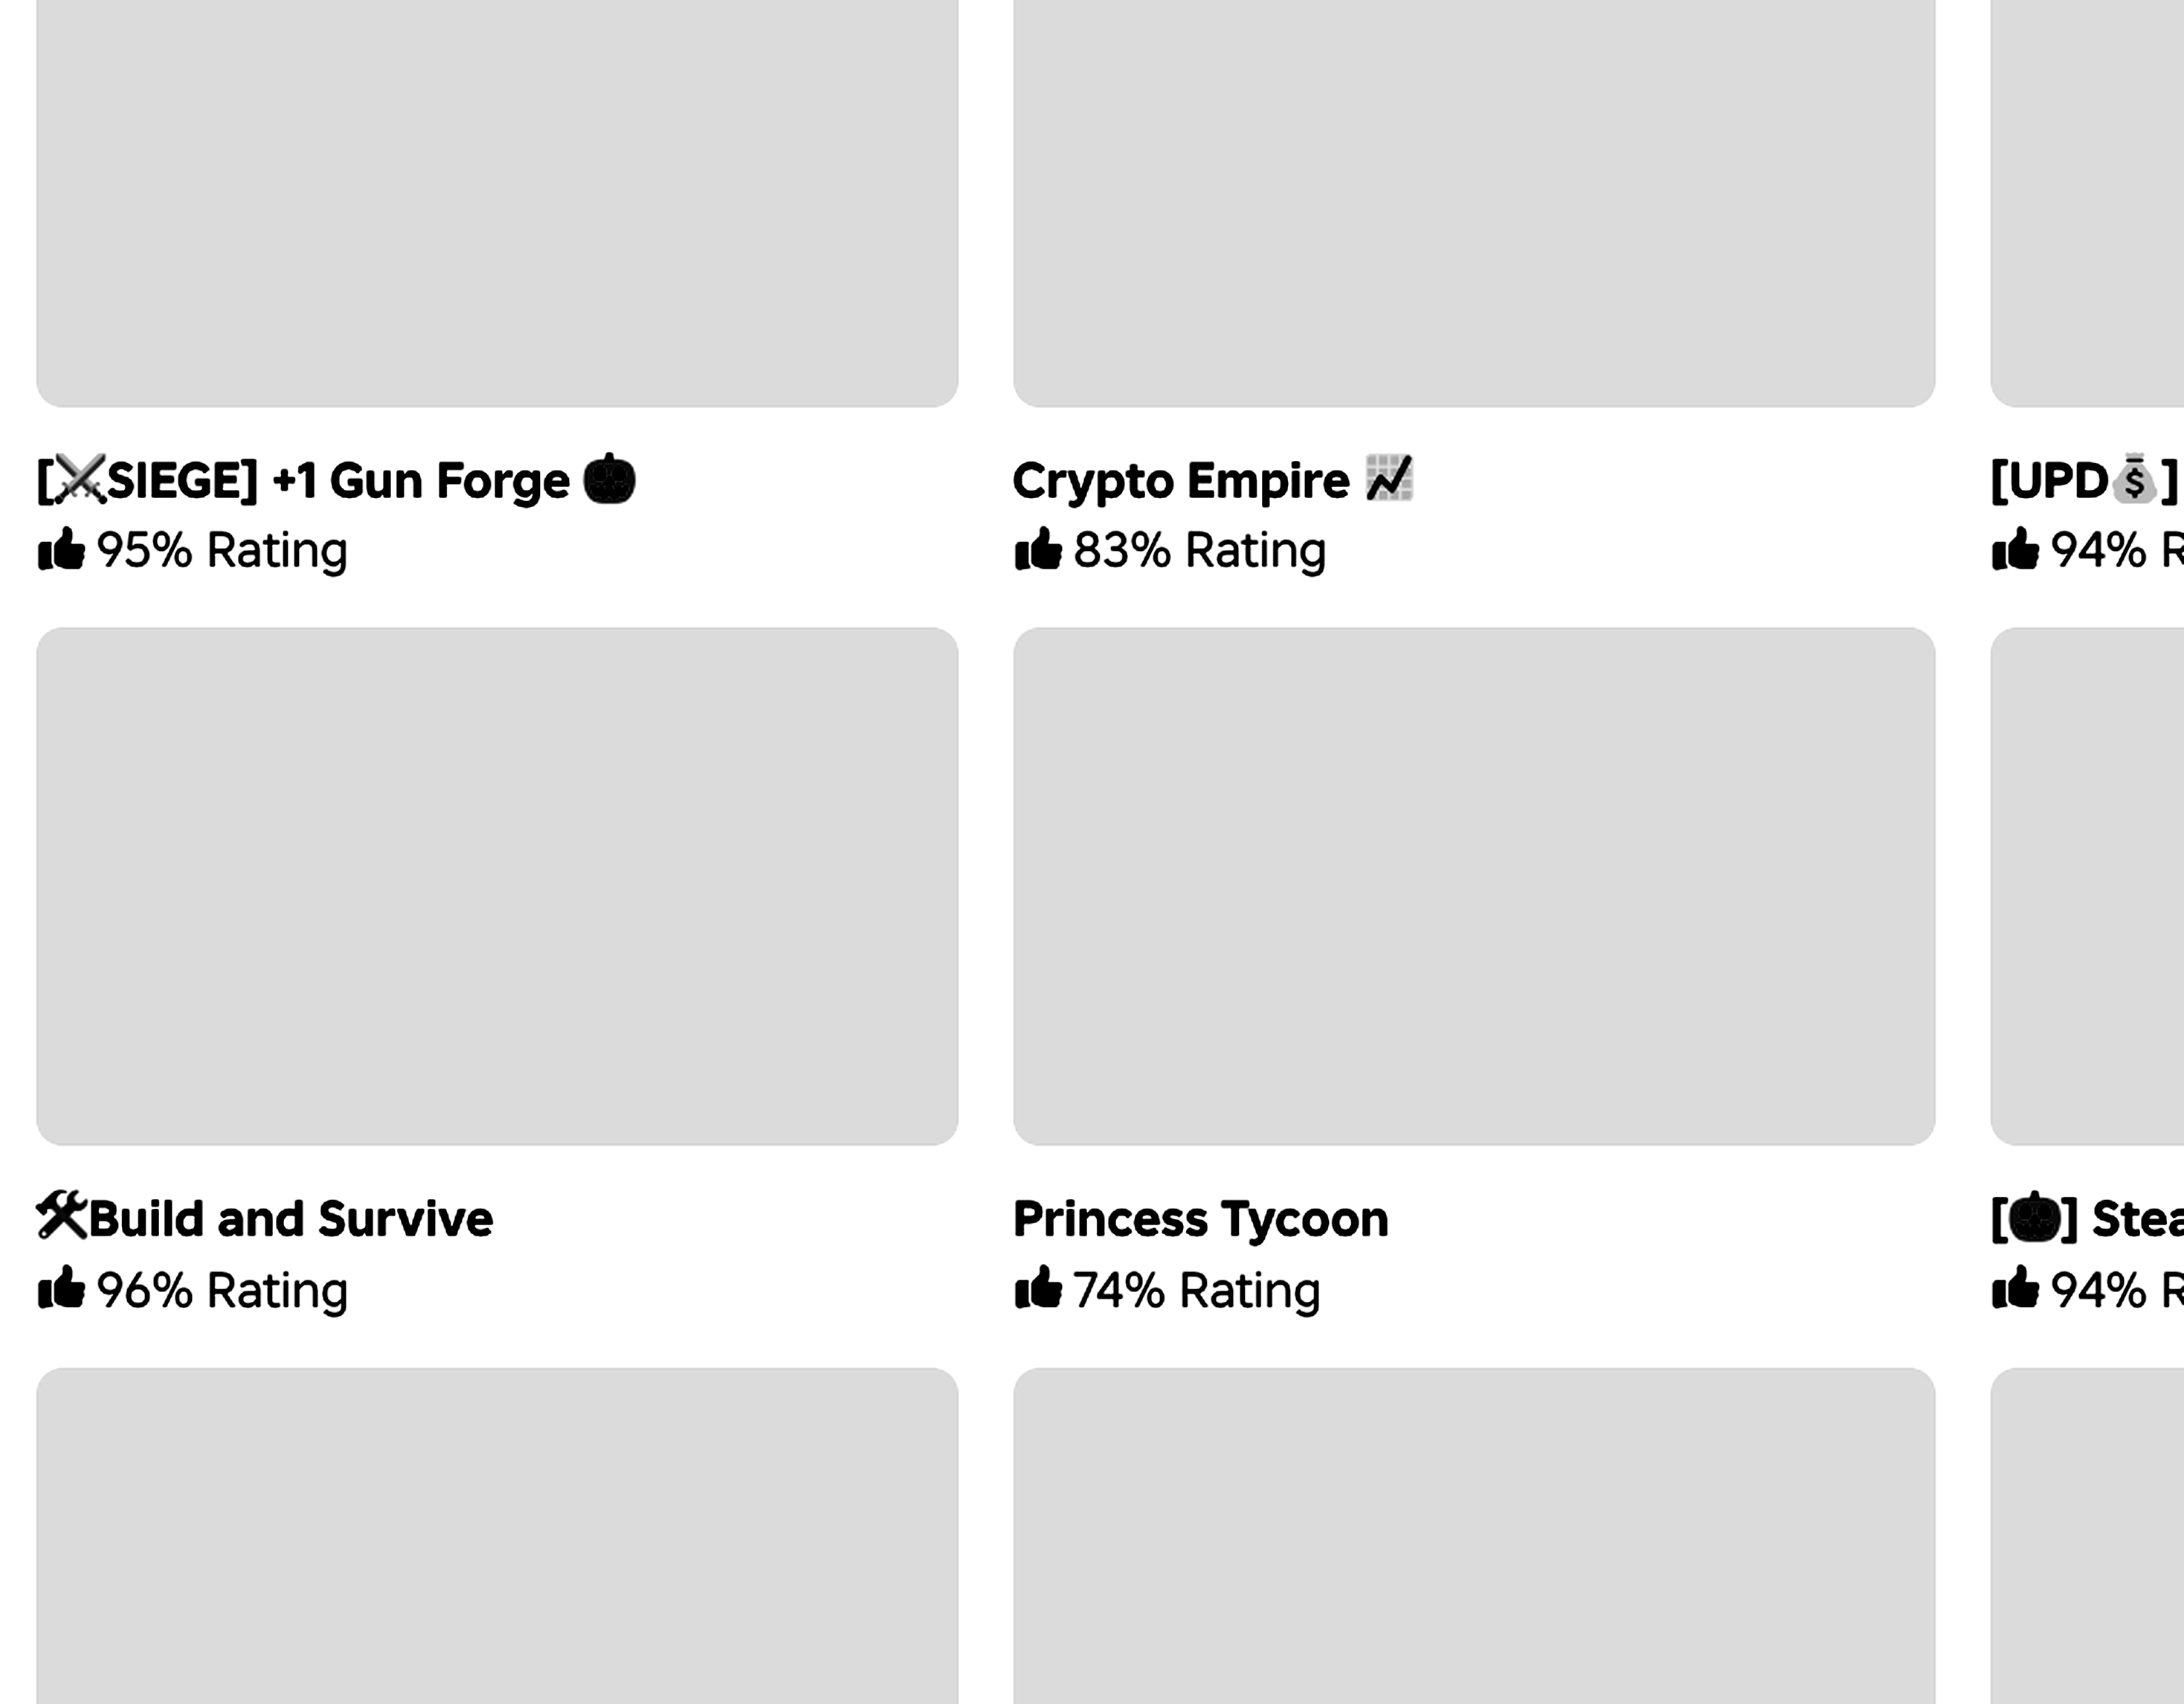 [⚔️SIEGE] +1 Gun Forge 🎃
👍 95% Rating
Crypto Empire 📈
👍 83% Rating
[UPD💰]
👍 94%
🛠️Build and Survive
👍 96% Rating
Princess Tycoon
👍 74% Rating
[🎃]
👍 94%